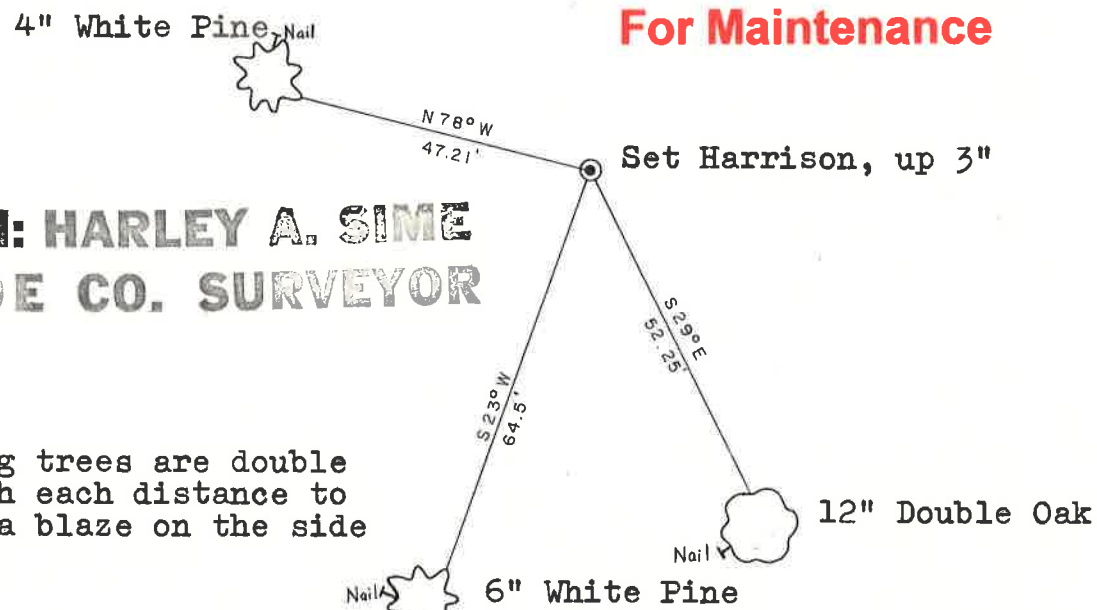 4" White Pine
Nail
For Maintenance
N 78° W
47.21'
Set Harrison, up 3"
: HARLEY A. SIME
E CO. SURVEYOR
S 29° E
52.25'
S 23° W
64.5'
g trees are double
h each distance to
a blaze on the side
12" Double Oak
Nail
Nail
6" White Pine